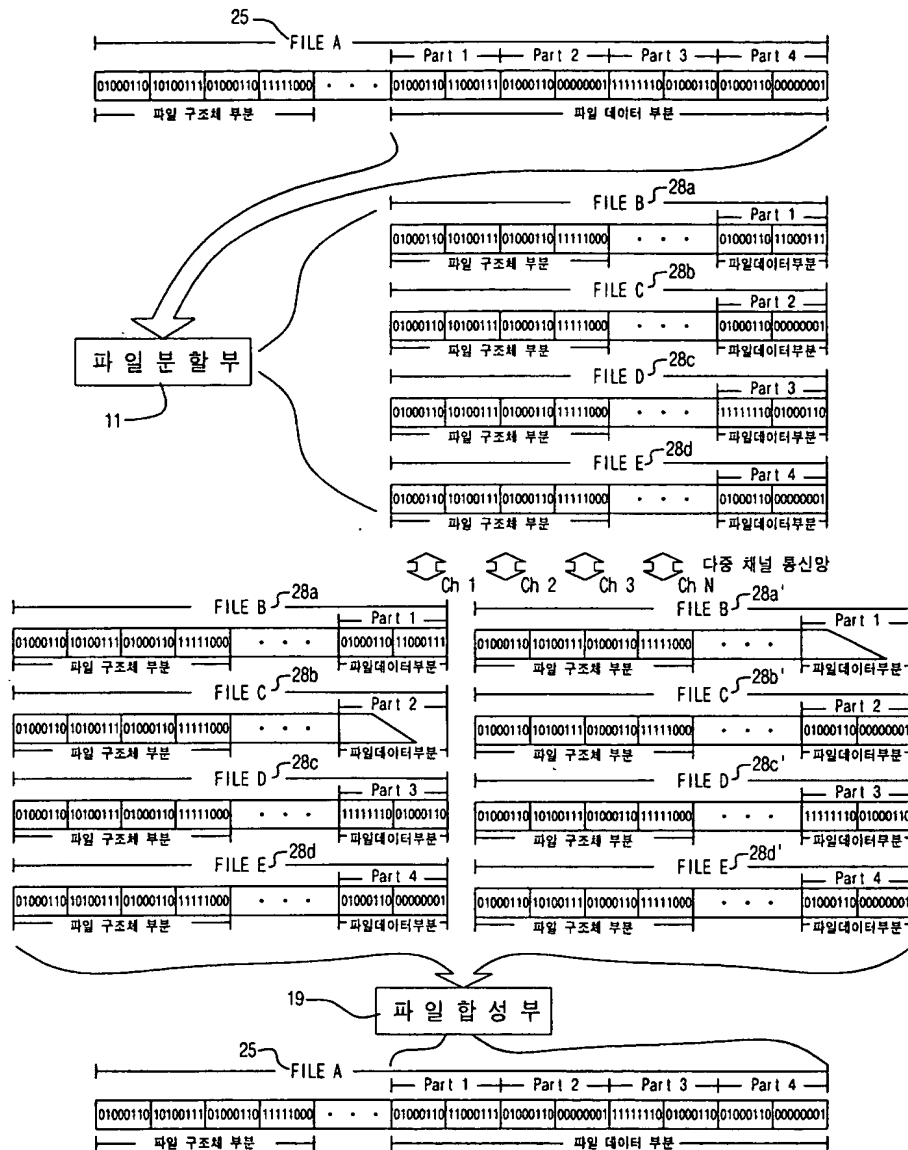 25
FILE A
Part 1 Part 2 Part 3 Part 4
01000110 10100111 01000110 11111000 · · · 01000110 11000111 01000110 00000001 11111110 01000110 01000110 00000001
파일 구조체 부분 파일 데이터 부분
FILE B 28a
Part 1
01000110 10100111 01000110 11111000 · · · 01000110 11000111
파일 구조체 부분 파일데이터부분
FILE C 28b
Part 2
01000110 10100111 01000110 11111000 · · · 01000110 00000001
파일 구조체 부분 파일데이터부분
파 일 분 할 부
11
FILE D 28c
Part 3
01000110 10100111 01000110 11111000 · · · 11111110 01000110
파일 구조체 부분 파일데이터부분
FILE E 28d
Part 4
01000110 10100111 01000110 11111000 · · · 01000110 00000001
파일 구조체 부분 파일데이터부분
Ch 1 Ch 2 Ch 3 Ch N 다중 채널 통신망
FILE B 28a
Part 1
01000110 10100111 01000110 11111000 · · · 01000110 11000111
파일 구조체 부분 파일데이터부분
FILE C 28b
Part 2
01000110 10100111 01000110 11111000 · · ·
파일 구조체 부분 파일데이터부분
FILE D 28c
Part 3
01000110 10100111 01000110 11111000 · · · 11111110 01000110
파일 구조체 부분 파일데이터부분
FILE E 28d
Part 4
01000110 10100111 01000110 11111000 · · · 01000110 00000001
파일 구조체 부분 파일데이터부분
FILE B 28a'
Part 1
01000110 10100111 01000110 11111000 · · ·
파일 구조체 부분 파일데이터부분
FILE C 28b'
Part 2
01000110 10100111 01000110 11111000 · · · 01000110 00000001
파일 구조체 부분 파일데이터부분
FILE D 28c'
Part 3
01000110 10100111 01000110 11111000 · · · 11111110 01000110
파일 구조체 부분 파일데이터부분
FILE E 28d'
Part 4
01000110 10100111 01000110 11111000 · · · 01000110 00000001
파일 구조체 부분 파일데이터부분
19
파 일 합 성 부
25
FILE A
Part 1 Part 2 Part 3 Part 4
01000110 10100111 01000110 11111000 · · · 01000110 11000111 01000110 00000001 11111110 01000110 01000110 00000001
파일 구조체 부분 파일 데이터 부분